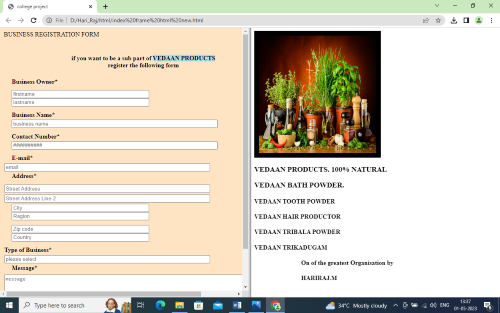 college project
File
D:/Hari_Raj/html/index%20frame%20html%20new.html
BUSINESS REGISTRATION FORM
if you want to be a sub part of VEDAAN PRODUCTS
register the following form
Business Owner*
firstname
lastname
Business Name*
business name
Contact Number*
##########
E-mail*
email
Address*
Street Address
Street Address Line 2
City
Region
Zip code
Country
Type of Business*
please select
Message*
message
VEDAAN PRODUCTS. 100% NATURAL
VEDAAN BATH POWDER.
VEDAAN TOOTH POWDER
VEDAAN HAIR PRODUCTOR
VEDAAN TRIBALA POWDER
VEDAAN TRIKADUGAM
On of the greatest Organization by
HARIRAJ.M
Type here to search
34°C Mostly cloudy
ENG
13:37
01-05-2023